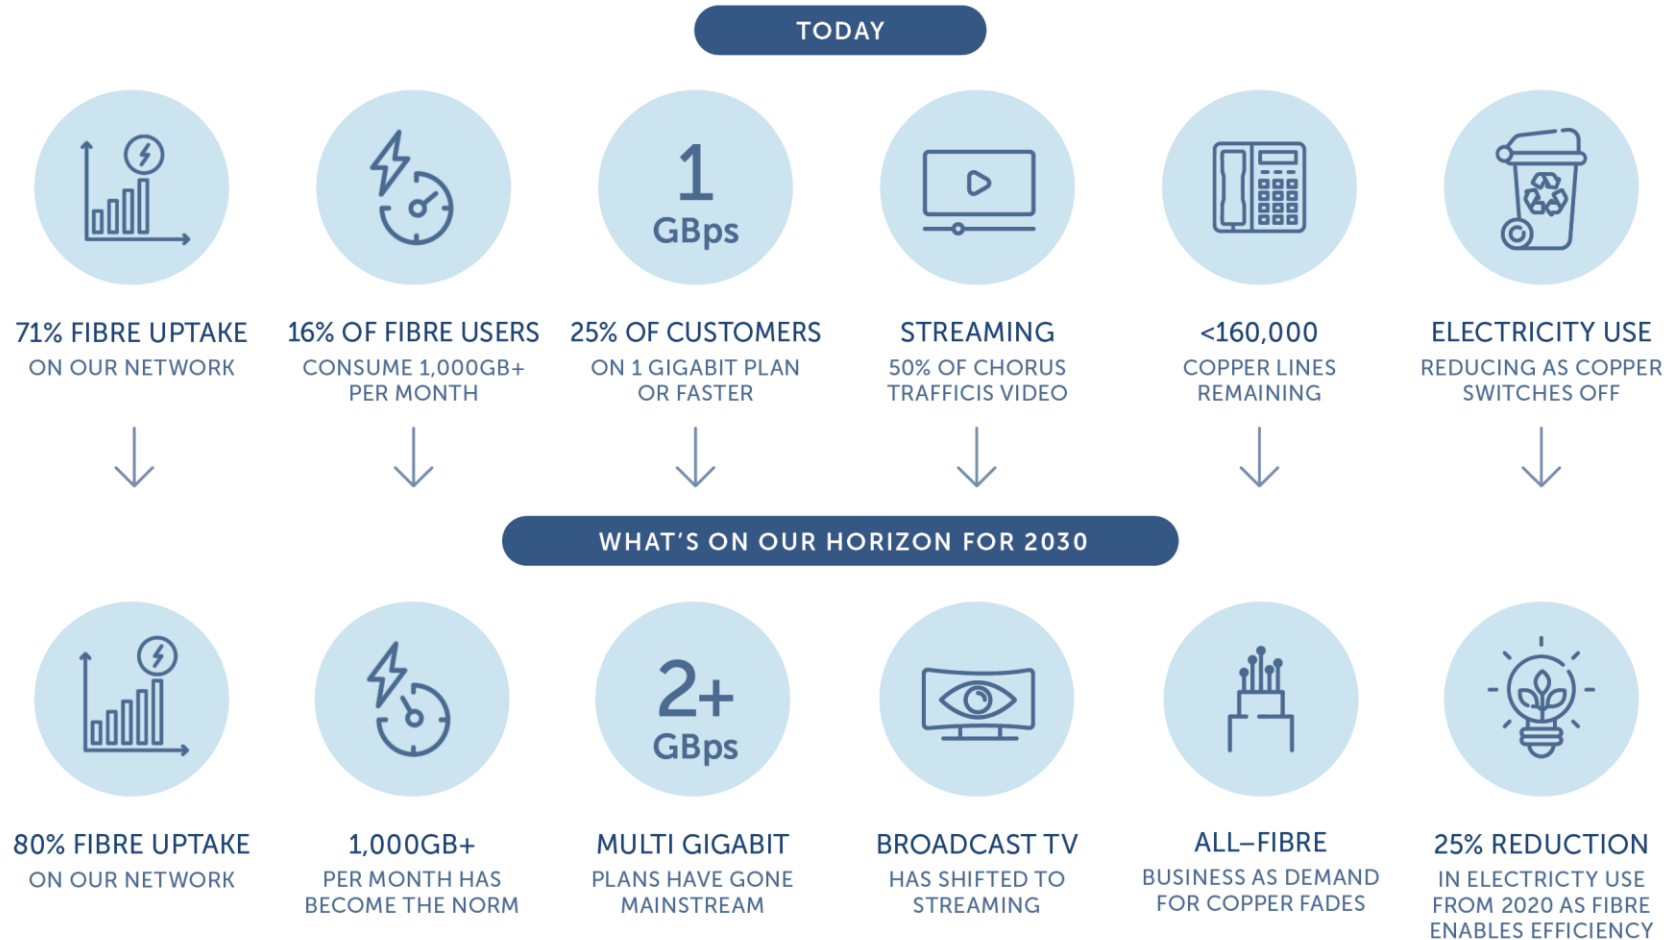 TODAY
1
GBps
71% FIBRE UPTAKE
ON OUR NETWORK
16% OF FIBRE USERS
CONSUME 1,000GB+
PER MONTH
25% OF CUSTOMERS
ON 1 GIGABIT PLAN
OR FASTER
STREAMING
50% OF CHORUS
TRAFFICIS VIDEO
<160,000
COPPER LINES
REMAINING
ELECTRICITY USE
REDUCING AS COPPER
SWITCHES OFF
WHAT'S ON OUR HORIZON FOR 2030
2+
GBps
80% FIBRE UPTAKE
ON OUR NETWORK
1,000GB+
PER MONTH HAS
BECOME THE NORM
MULTI GIGABIT
PLANS HAVE GONE
MAINSTREAM
BROADCAST TV
HAS SHIFTED TO
STREAMING
ALL–FIBRE
BUSINESS AS DEMAND
FOR COPPER FADES
25% REDUCTION
IN ELECTRICTY USE
FROM 2020 AS FIBRE
ENABLES EFFICIENCY